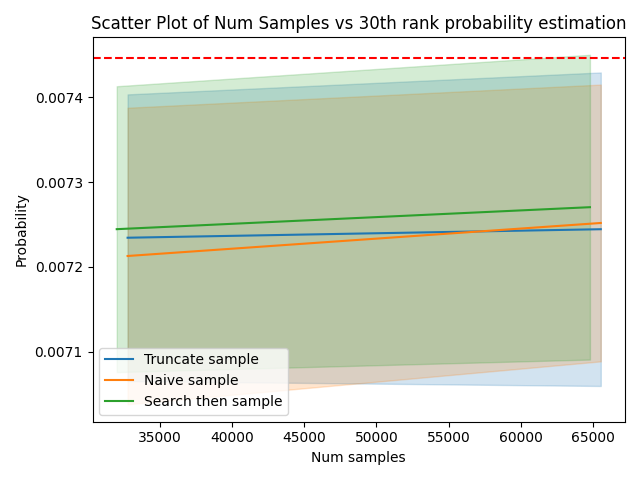 Scatter Plot of Num Samples vs 30th rank probability estimation
0.0074
0.0073
0.0072
0.0071
Probability
Truncate sample
Naive sample
Search then sample
35000 40000 45000 50000 55000 60000 65000
Num samples